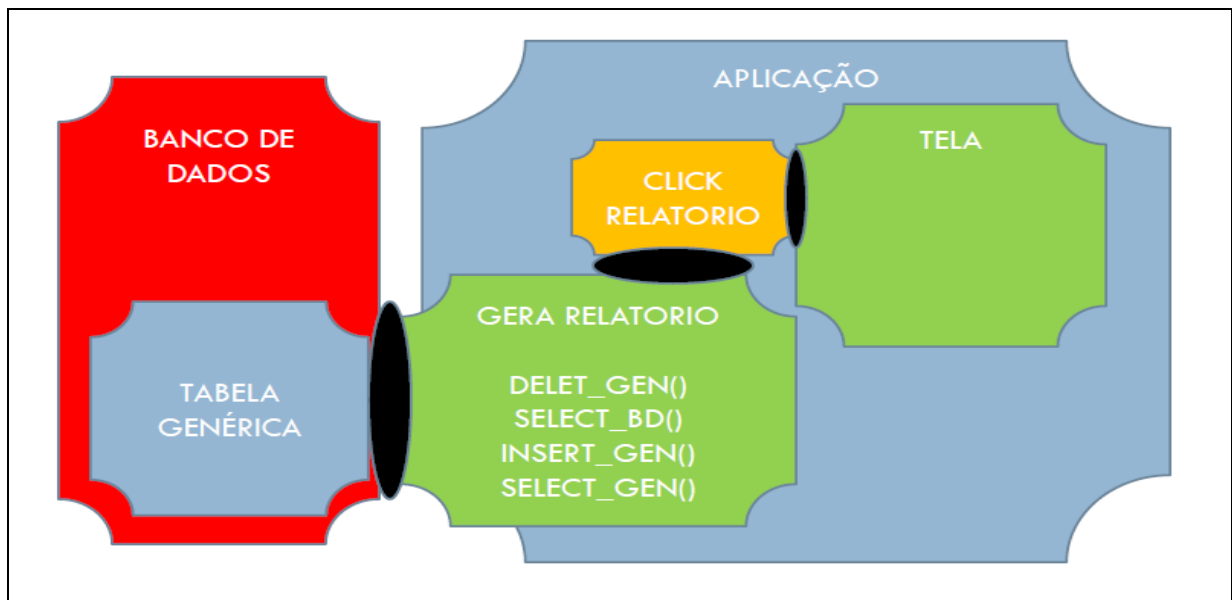 BANCO DE
DADOS
TABELA
GENÉRICA
APLICAÇÃO
CLICK
RELATORIO
TELA
GERA RELATORIO
DELET_GEN()
SELECT_BD()
INSERT_GEN()
SELECT_GEN()